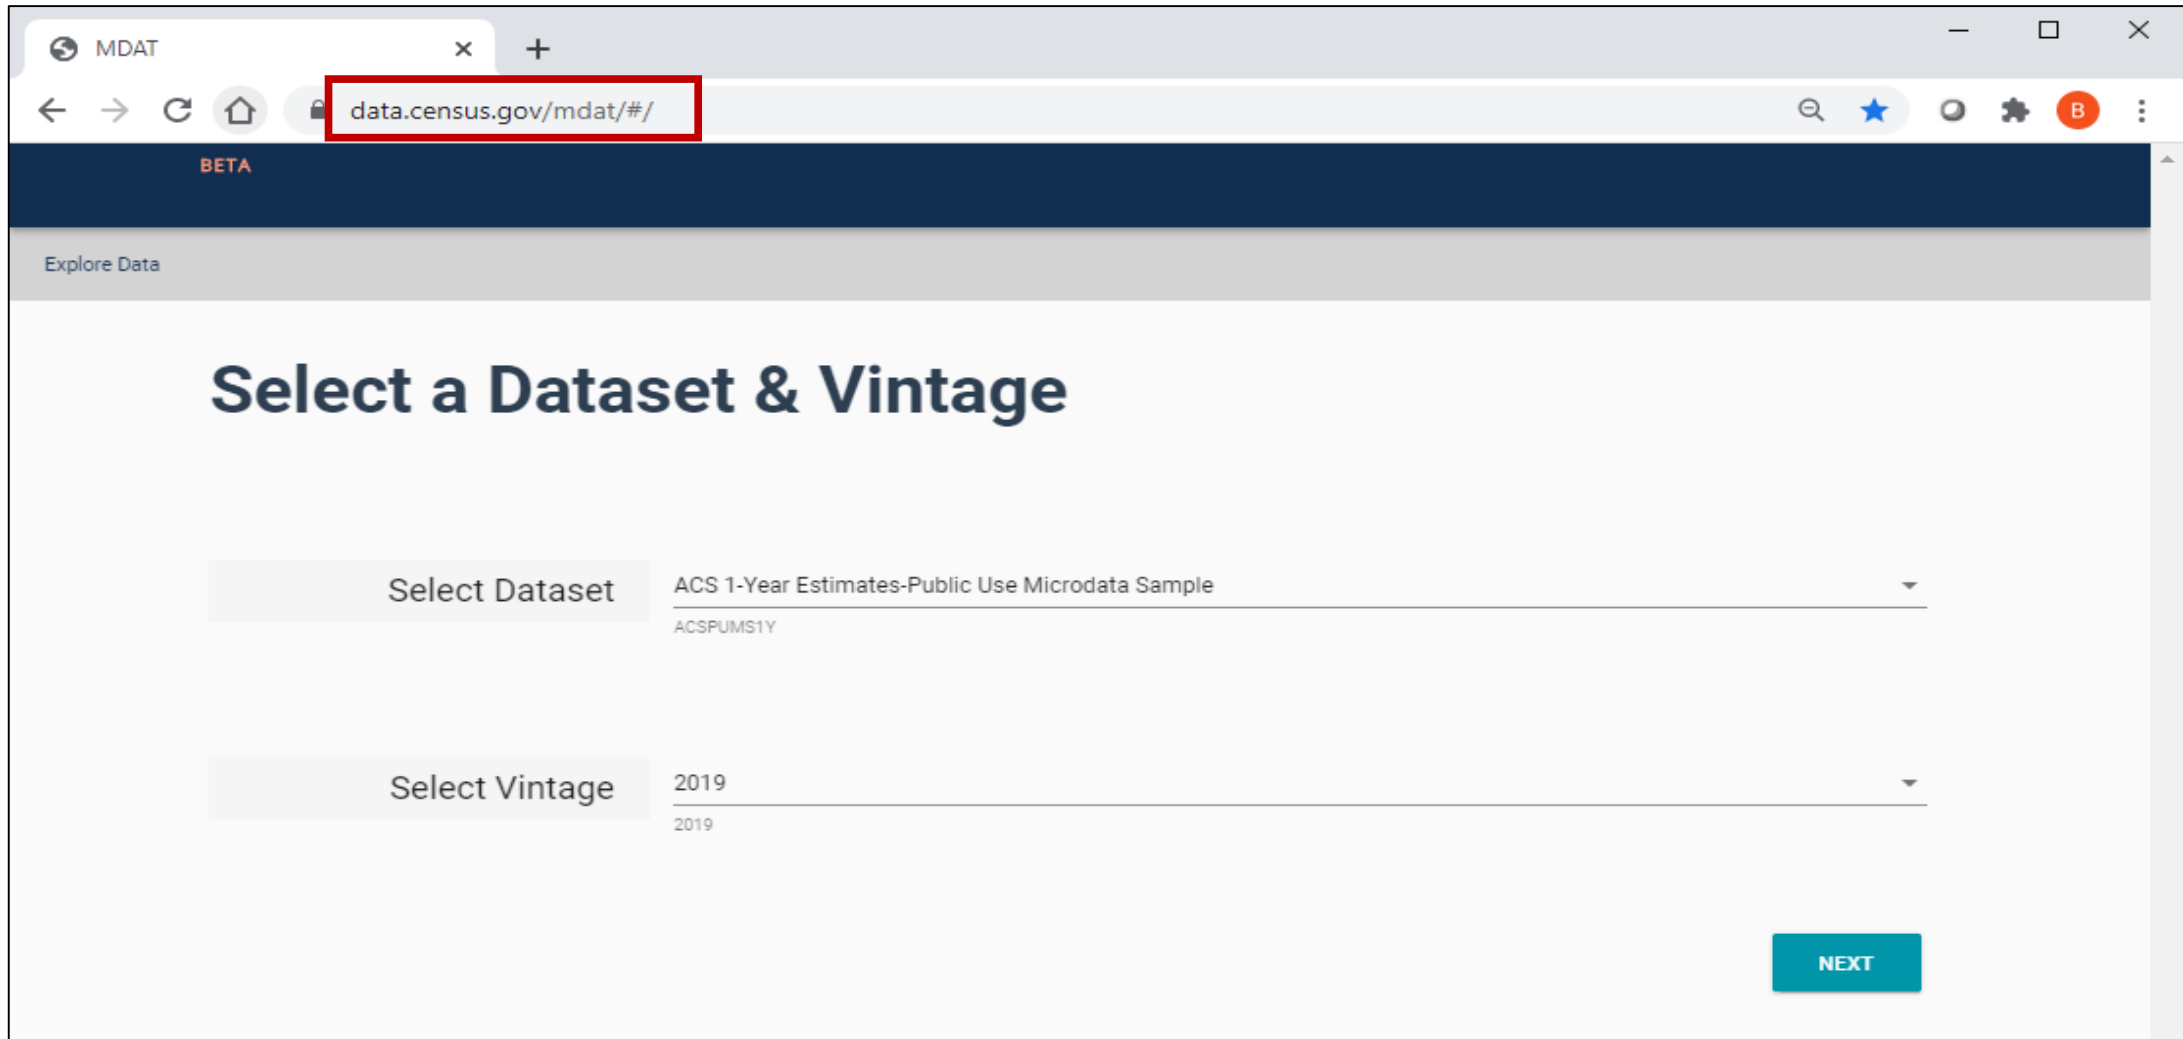 MDAT
data.census.gov/mdat/#/
B
BETA
Explore Data
Select a Dataset & Vintage
Select Dataset
ACS 1-Year Estimates-Public Use Microdata Sample
ACSPUMS1Y
Select Vintage
2019
2019
NEXT